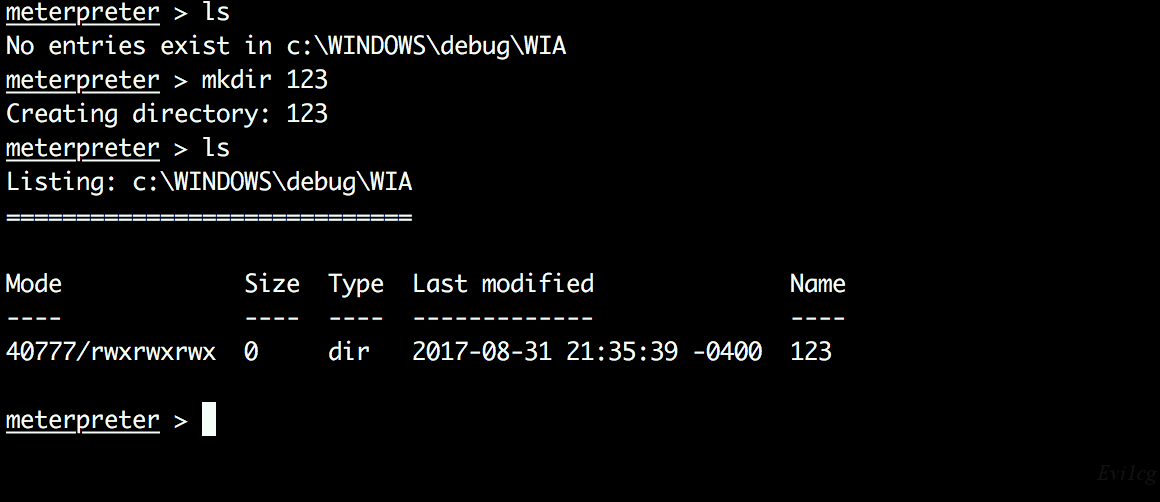 meterpreter > ls
No entries exist in c:\WINDOWS\debug\WIA
meterpreter > mkdir 123
Creating directory: 123
meterpreter > ls
Listing: c:\WINDOWS\debug\WIA
=============================

Mode             Size  Type  Last modified              Name
----             ----  ----  -------------              ----
40777/rwxrwxrwx  0     dir   2017-08-31 21:35:39 -0400  123

meterpreter >
Evi1cg